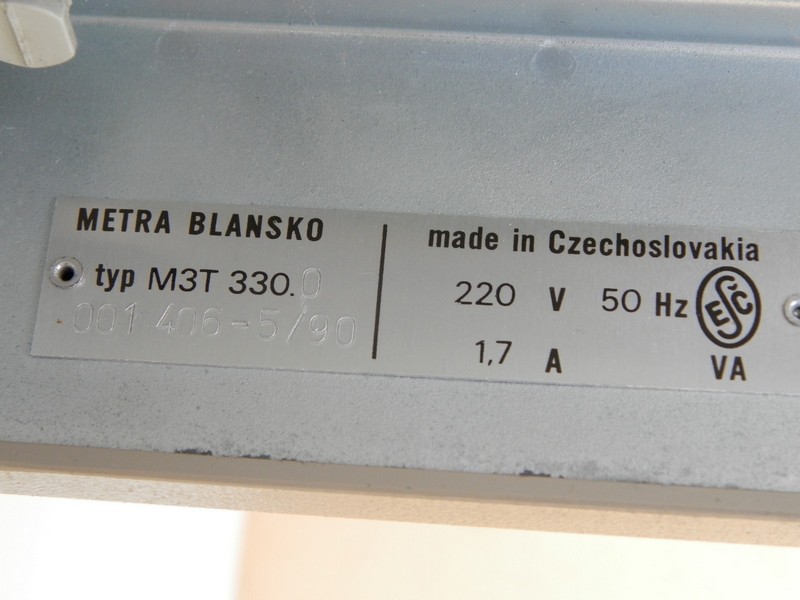 METRA BLANSKO
typ M3T 330.0
001 406-5/90
made in Czechoslovakia
220 V 50 Hz
ESČ
1,7 A VA